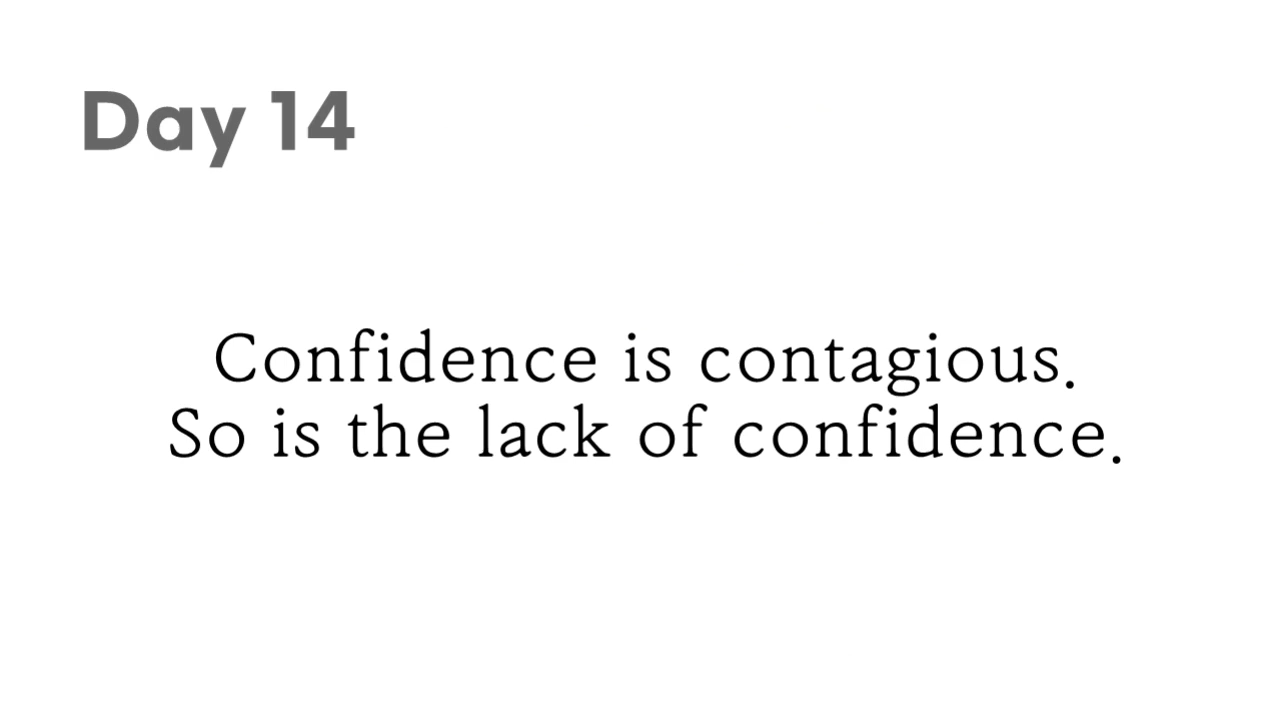 Day 14
Confidence is contagious.
So is the lack of confidence.